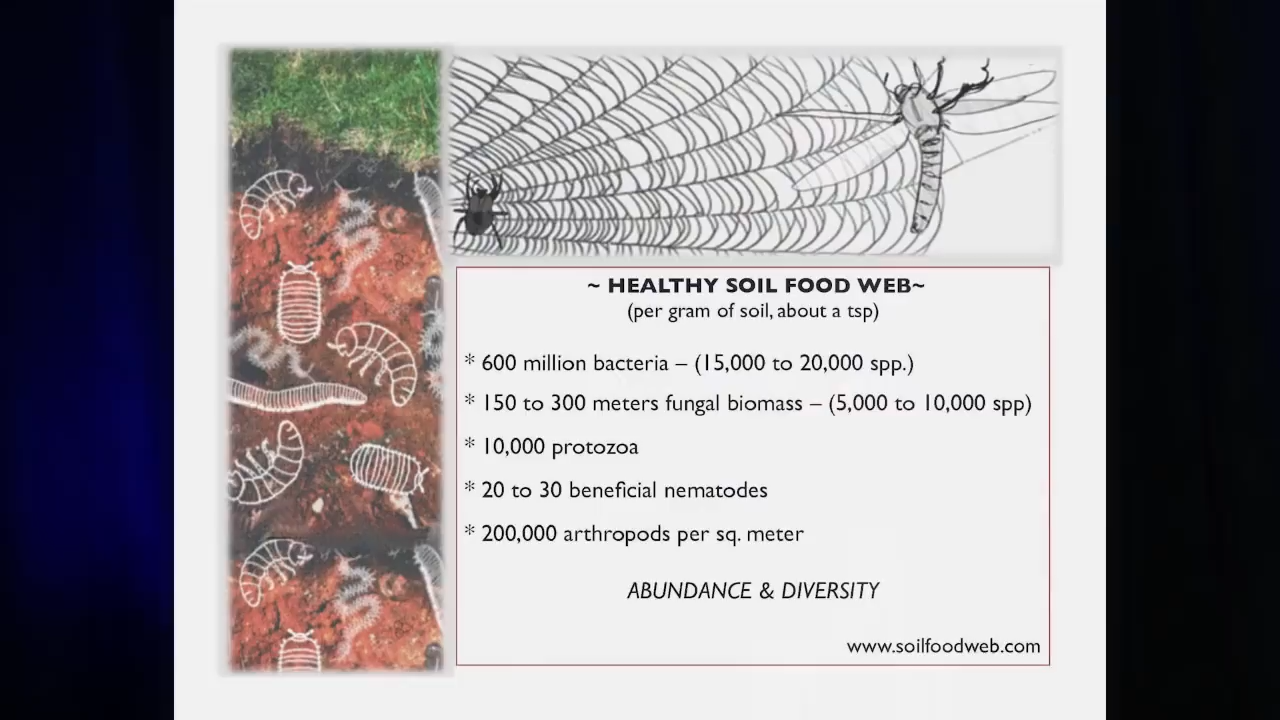 ~ HEALTHY SOIL FOOD WEB~
(per gram of soil, about a tsp)
* 600 million bacteria – (15,000 to 20,000 spp.)
* 150 to 300 meters fungal biomass – (5,000 to 10,000 spp)
* 10,000 protozoa
* 20 to 30 beneficial nematodes
* 200,000 arthropods per sq. meter
ABUNDANCE & DIVERSITY
www.soilfoodweb.com